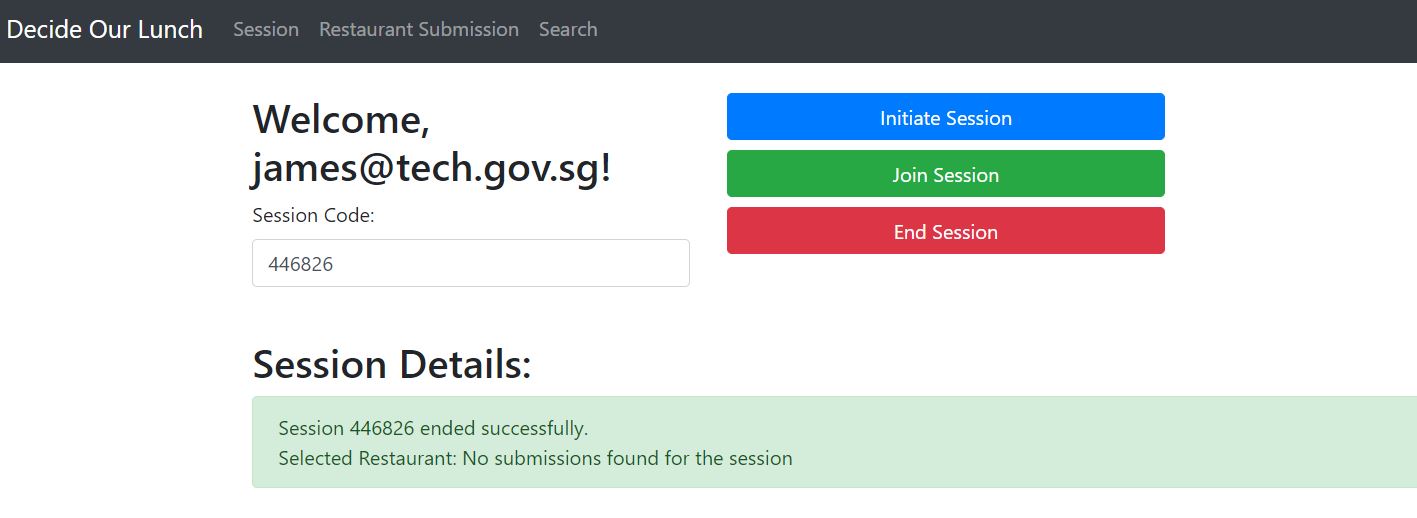 Decide Our Lunch Session Restaurant Submission Search
Welcome,
james@tech.gov.sg!
Session Code:
446826
Initiate Session
Join Session
End Session
Session Details:
Session 446826 ended successfully.
Selected Restaurant: No submissions found for the session